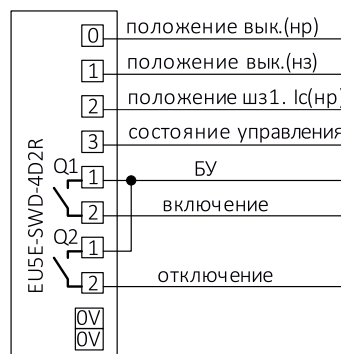 0 положение вык.(нр)
1 положение вык.(нз)
2 положение шз1. Iс(нр)
3 состояние управления
Q1
1 БУ
2 включение
Q2
1
2 отключение
0V
0V
EU5E-SWD-4D2R